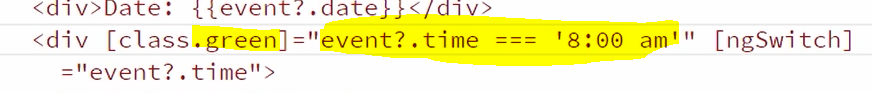 <div>Date: {{event?.date}}</div>
<div [class.green]="event?.time === '8:00 am'" [ngSwitch]
="event?.time">